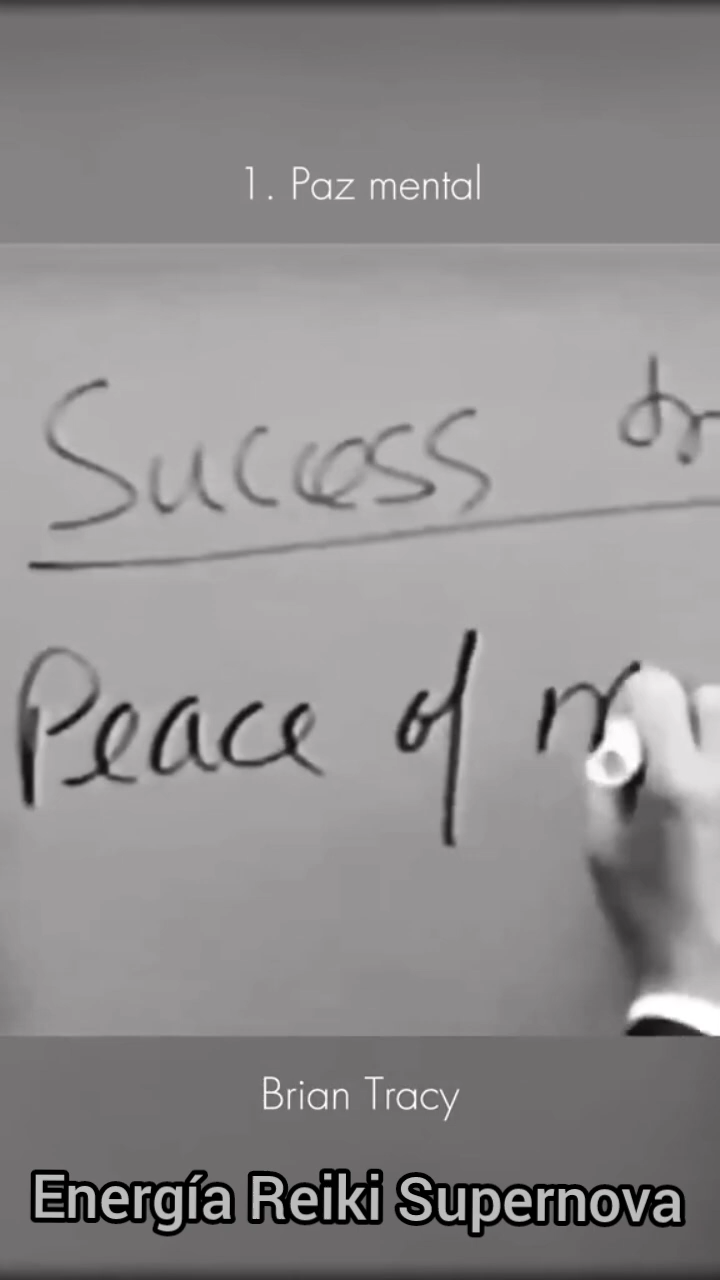 1. Paz mental
Success
Peace of
Brian Tracy
Energía Reiki Supernova